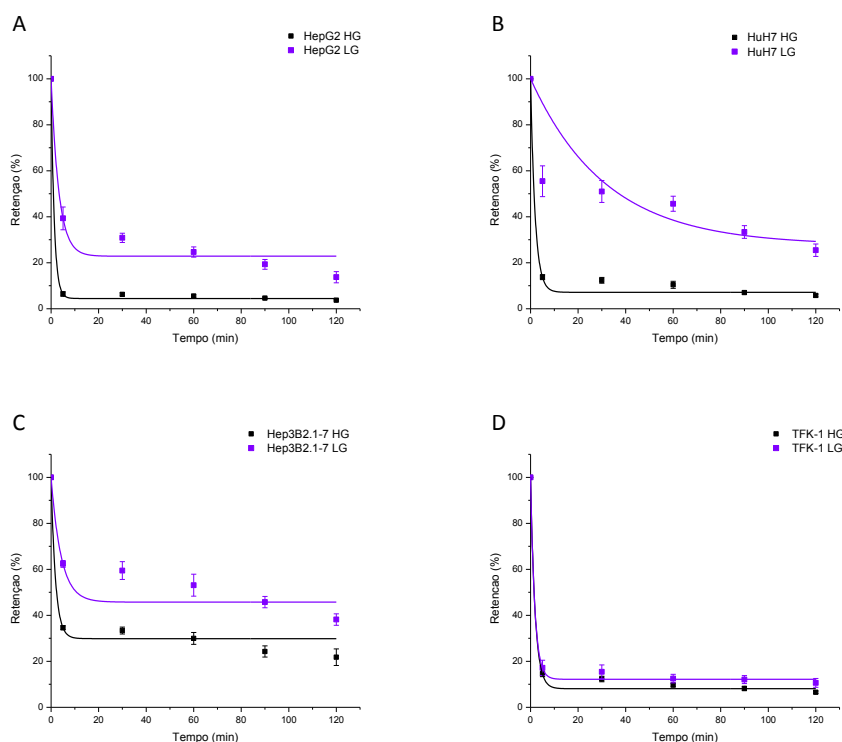 A
HepG2 HG
HepG2 LG
100
80
60
40
20
0
Retençao (%)
0 20 40 60 80 100 120
Tempo (min)
B
HuH7 HG
HuH7 LG
100
80
60
40
20
0
Retençao (%)
0 20 40 60 80 100 120
Tempo (min)
C
Hep3B2.1-7 HG
Hep3B2.1-7 LG
100
80
60
40
20
0
Retençao (%)
0 20 40 60 80 100 120
Tempo (min)
D
TFK-1 HG
TFK-1 LG
100
80
60
40
20
0
Retençao (%)
0 20 40 60 80 100 120
Tempo (min)